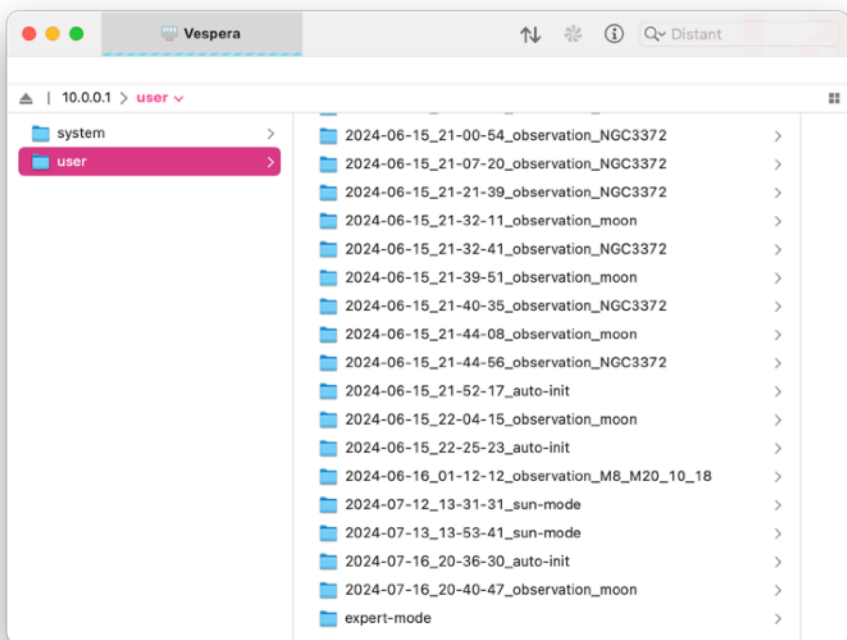 Vespera
Distant
10.0.0.1 > user
system
user
2024-06-15_21-00-54_observation_NGC3372
2024-06-15_21-07-20_observation_NGC3372
2024-06-15_21-21-39_observation_NGC3372
2024-06-15_21-32-11_observation_moon
2024-06-15_21-32-41_observation_NGC3372
2024-06-15_21-39-51_observation_moon
2024-06-15_21-40-35_observation_NGC3372
2024-06-15_21-44-08_observation_moon
2024-06-15_21-44-56_observation_NGC3372
2024-06-15_21-52-17_auto-init
2024-06-15_22-04-15_observation_moon
2024-06-15_22-25-23_auto-init
2024-06-16_01-12-12_observation_M8_M20_10_18
2024-07-12_13-31-31_sun-mode
2024-07-13_13-53-41_sun-mode
2024-07-16_20-36-30_auto-init
2024-07-16_20-40-47_observation_moon
expert-mode